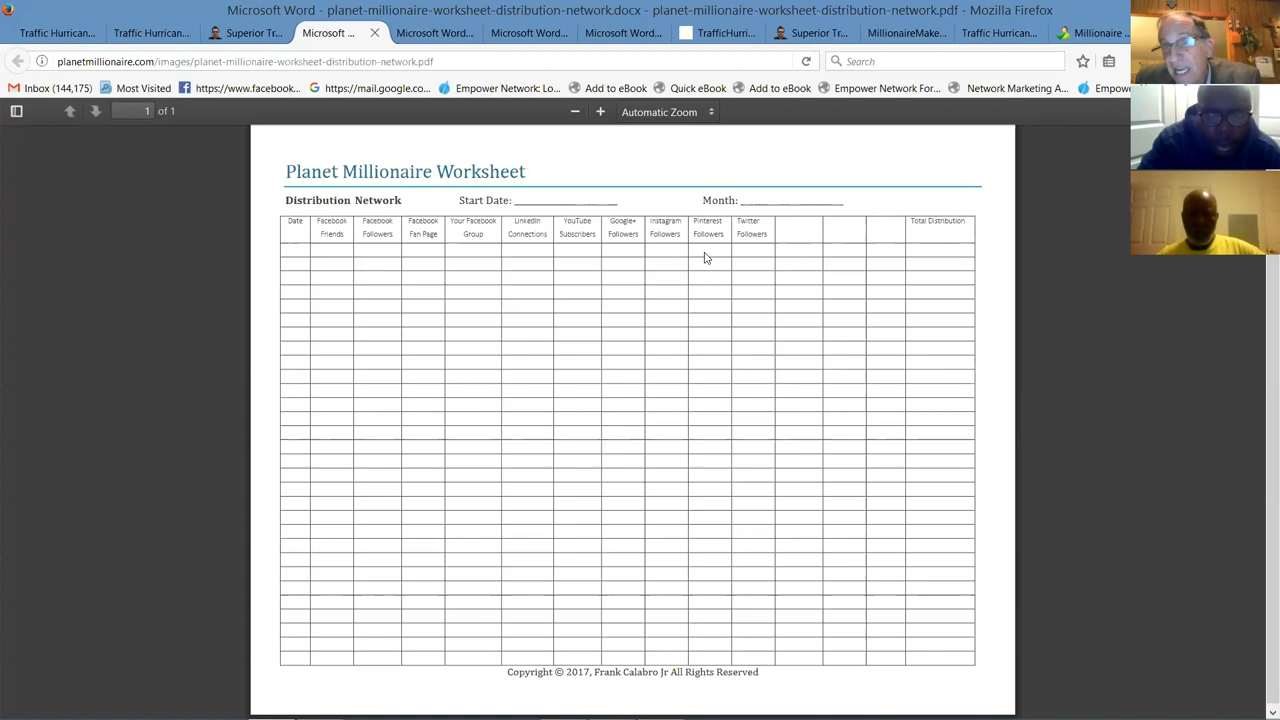 Microsoft Word - planet-millionaire-worksheet-distribution-network.docx - planet-millionaire-worksheet-distribution-network.pdf - Mozilla Firefox
Traffic Hurrican... Traffic Hurrican... Superior Tr... Microsoft ... Microsoft Word... Microsoft Word... Microsoft Word... TrafficHurri... Superior Tr... MillionaireMake... Traffic Hurrican... Millionaire ...
planetmillionaire.com/images/planet-millionaire-worksheet-distribution-network.pdf Search
Inbox (144,175) Most Visited https://www.facebook... https://mail.google.co... Empower Network: Lo... Add to eBook Quick eBook Add to eBook Empower Network For... Network Marketing A... Empowe
1 of 1 Automatic Zoom
Planet Millionaire Worksheet
Distribution Network Start Date: _______________ Month: _______________
Date Facebook Facebook Facebook Your Facebook LinkedIn YouTube Google+ Instagram Pinterest Twitter Total Distribution
Friends Followers Fan Page Group Connections Subscribers Followers Followers Followers Followers
Copyright © 2017, Frank Calabro Jr All Rights Reserved